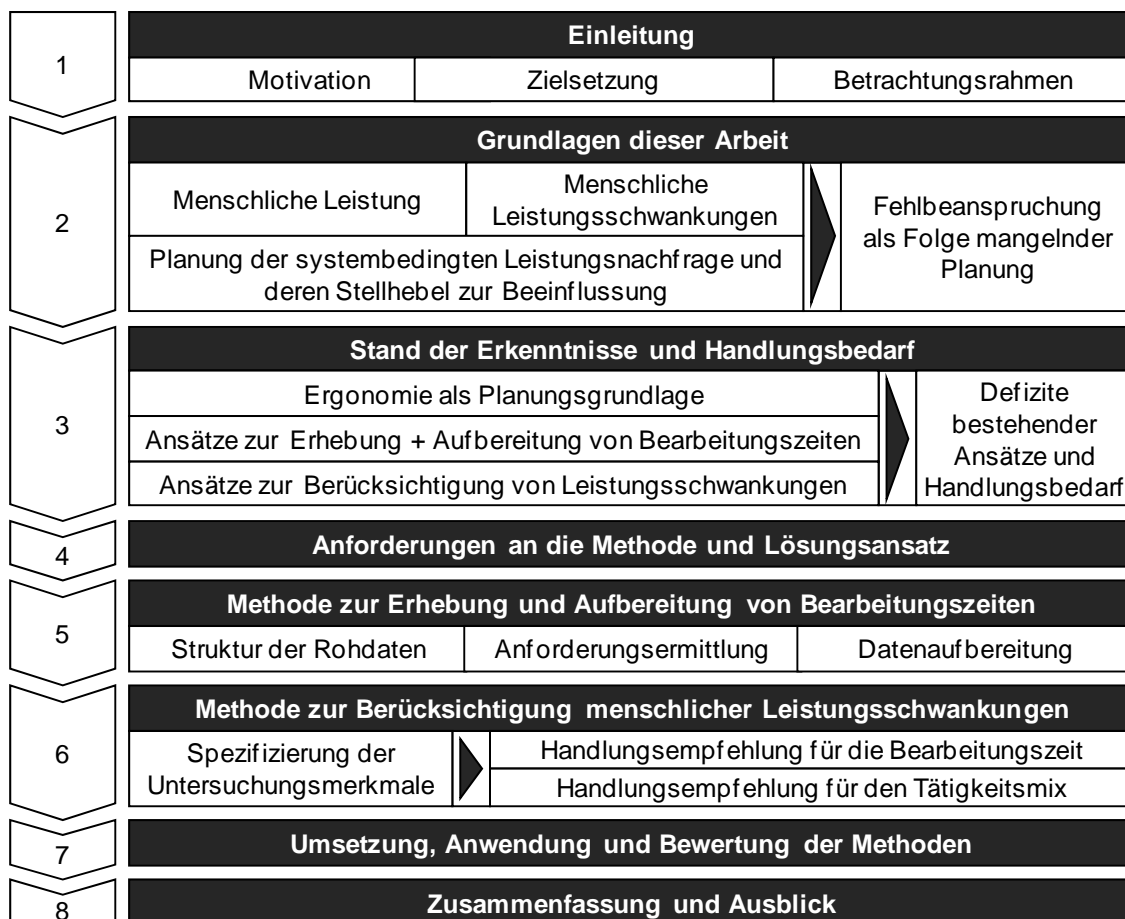 1
Einleitung
Motivation
Zielsetzung
Betrachtungsrahmen
2
Grundlagen dieser Arbeit
Menschliche Leistung
Menschliche
Leistungsschwankungen
Planung der systembedingten Leistungsnachfrage und
deren Stellhebel zur Beeinflussung
Fehlbeanspruchung
als Folge mangelnder
Planung
3
Stand der Erkenntnisse und Handlungsbedarf
Ergonomie als Planungsgrundlage
Ansätze zur Erhebung + Aufbereitung von Bearbeitungszeiten
Ansätze zur Berücksichtigung von Leistungsschwankungen
Defizite
bestehender
Ansätze und
Handlungsbedarf
4
Anforderungen an die Methode und Lösungsansatz
5
Methode zur Erhebung und Aufbereitung von Bearbeitungszeiten
Struktur der Rohdaten
Anforderungsermittlung
Datenaufbereitung
6
Methode zur Berücksichtigung menschlicher Leistungsschwankungen
Spezifizierung der
Untersuchungsmerkmale
Handlungsempfehlung für die Bearbeitungszeit
Handlungsempfehlung für den Tätigkeitsmix
7
Umsetzung, Anwendung und Bewertung der Methoden
8
Zusammenfassung und Ausblick